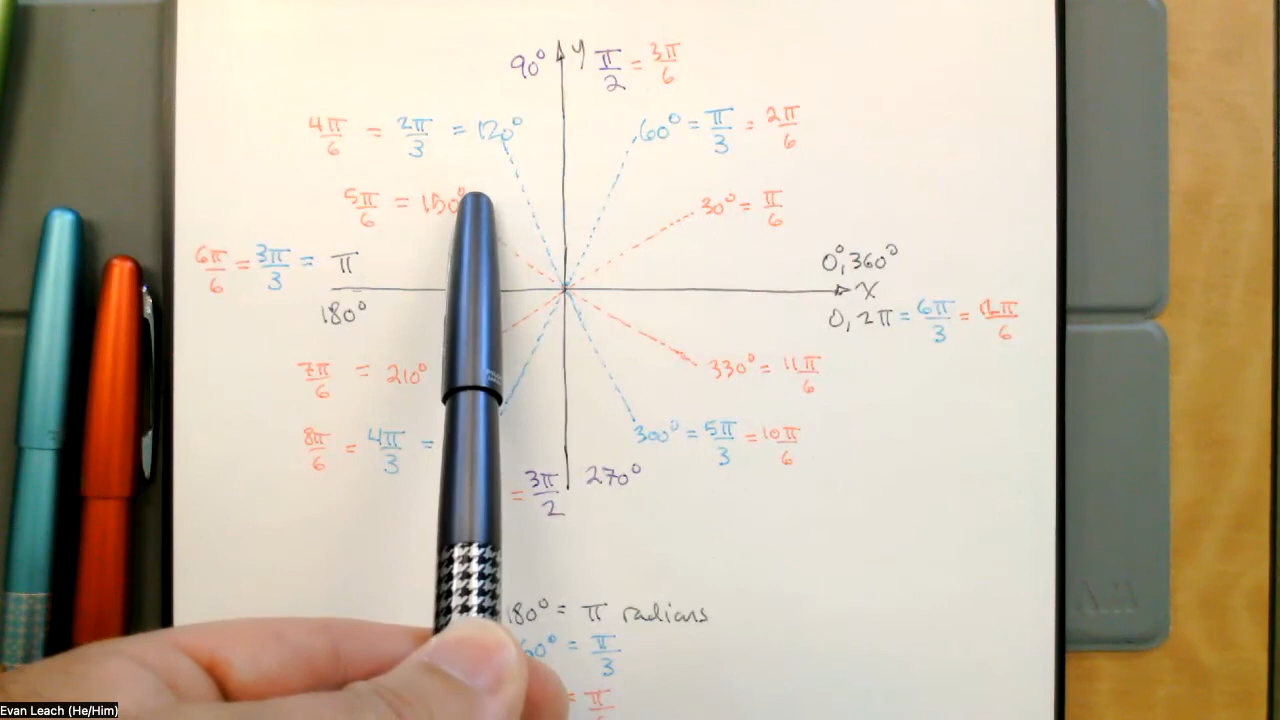 90° y π/2 = 3π/6
4π/6 = 2π/3 = 120°
60° = π/3 = 2π/6
5π/6 = 150°
30° = π/6
6π/6 = 3π/3 = π
180°
0°, 360°
x
0, 2π = 6π/3 = 12π/6
7π/6 = 210°
330° = 11π/6
8π/6 = 4π/3 =
300° = 5π/3 = 10π/6
= 3π/2 270°
180° = π radians
60° = π/3
= π/6
Evan Leach (He/Him)